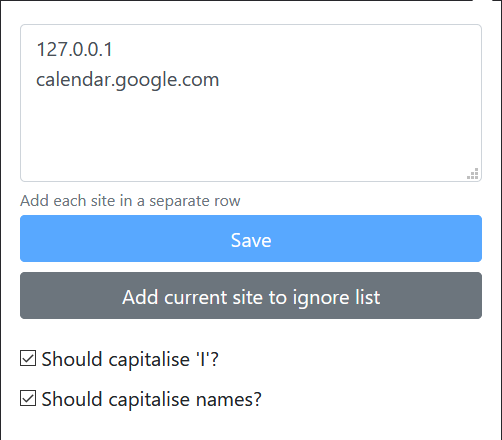 127.0.0.1
calendar.google.com
Add each site in a separate row
Save
Add current site to ignore list
Should capitalise 'I'?
Should capitalise names?